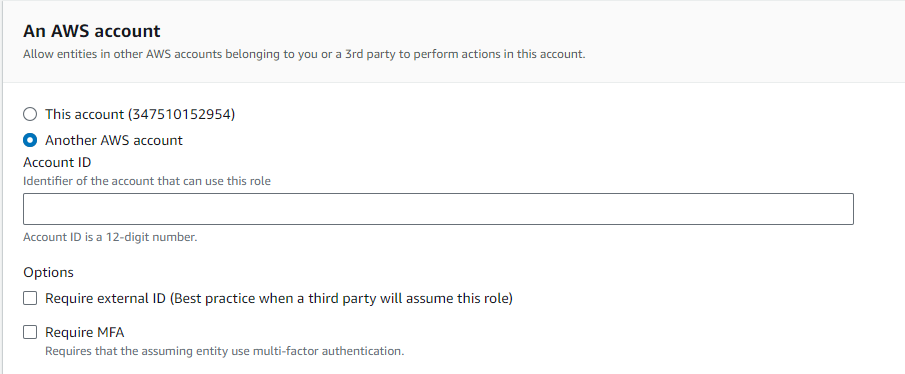 An AWS account
Allow entities in other AWS accounts belonging to you or a 3rd party to perform actions in this account.
This account (347510152954)
Another AWS account
Account ID
Identifier of the account that can use this role
Account ID is a 12-digit number.
Options
Require external ID (Best practice when a third party will assume this role)
Require MFA
Requires that the assuming entity use multi-factor authentication.